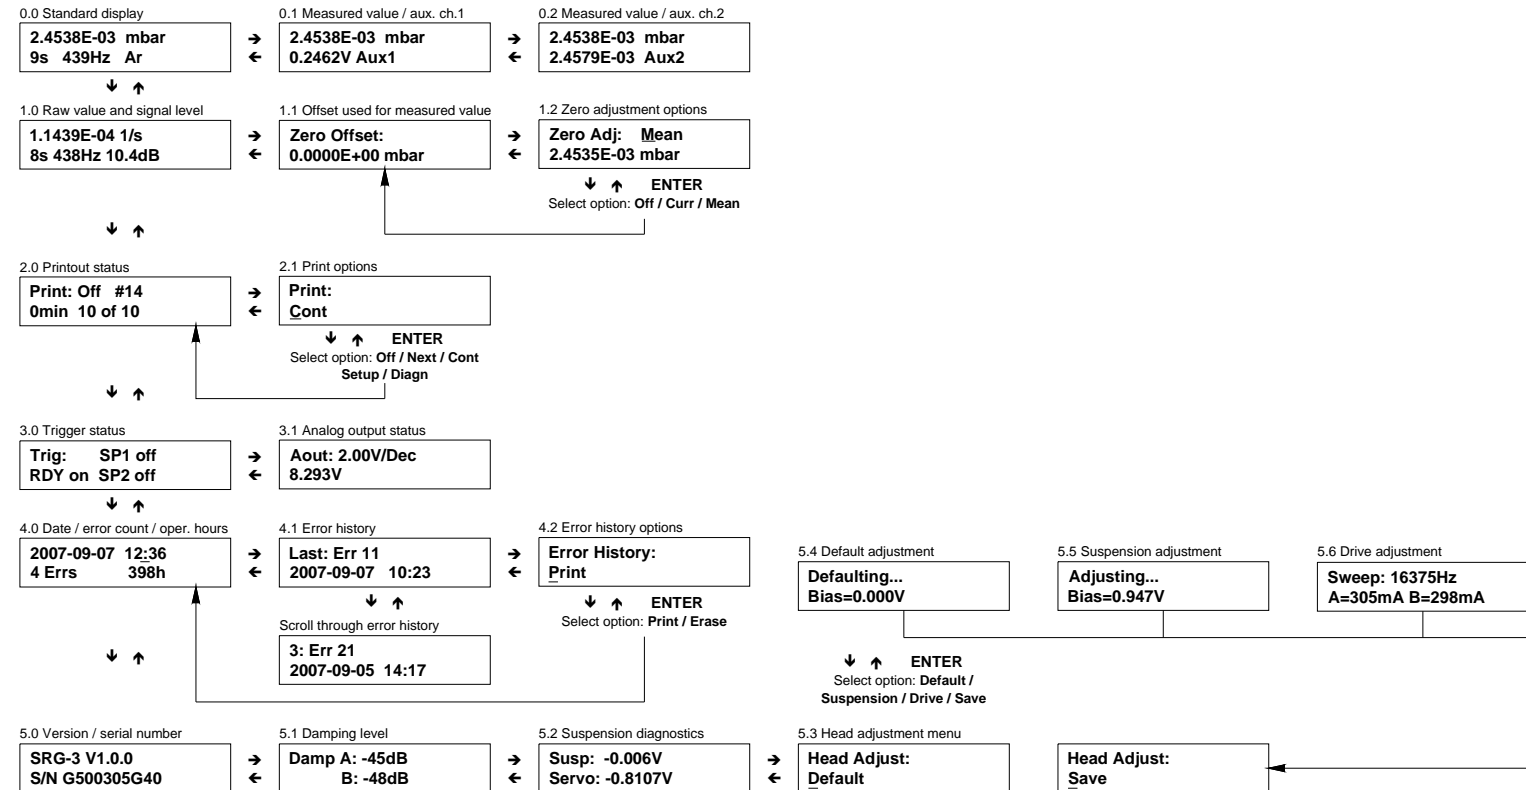 0.0 Standard display
2.4538E-03 mbar
9s 439Hz Ar
0.1 Measured value / aux. ch.1
2.4538E-03 mbar
0.2462V Aux1
0.2 Measured value / aux. ch.2
2.4538E-03 mbar
2.4579E-03 Aux2
1.0 Raw value and signal level
1.1439E-04 1/s
8s 438Hz 10.4dB
1.1 Offset used for measured value
Zero Offset:
0.0000E+00 mbar
1.2 Zero adjustment options
Zero Adj: Mean
2.4535E-03 mbar
ENTER
Select option: Off / Curr / Mean
2.0 Printout status
Print: Off #14
0min 10 of 10
2.1 Print options
Print:
Cont
ENTER
Select option: Off / Next / Cont
Setup / Diagn
3.0 Trigger status
Trig: SP1 off
RDY on SP2 off
3.1 Analog output status
Aout: 2.00V/Dec
8.293V
4.0 Date / error count / oper. hours
2007-09-07 12:36
4 Errs 398h
4.1 Error history
Last: Err 11
2007-09-07 10:23
Scroll through error history
3: Err 21
2007-09-05 14:17
4.2 Error history options
Error History:
Print
ENTER
Select option: Print / Erase
5.4 Default adjustment
Defaulting...
Bias=0.000V
5.5 Suspension adjustment
Adjusting...
Bias=0.947V
5.6 Drive adjustment
Sweep: 16375Hz
A=305mA B=298mA
ENTER
Select option: Default /
Suspension / Drive / Save
5.0 Version / serial number
SRG-3 V1.0.0
S/N G500305G40
5.1 Damping level
Damp A: -45dB
B: -48dB
5.2 Suspension diagnostics
Susp: -0.006V
Servo: -0.8107V
5.3 Head adjustment menu
Head Adjust:
Default
Head Adjust:
Save